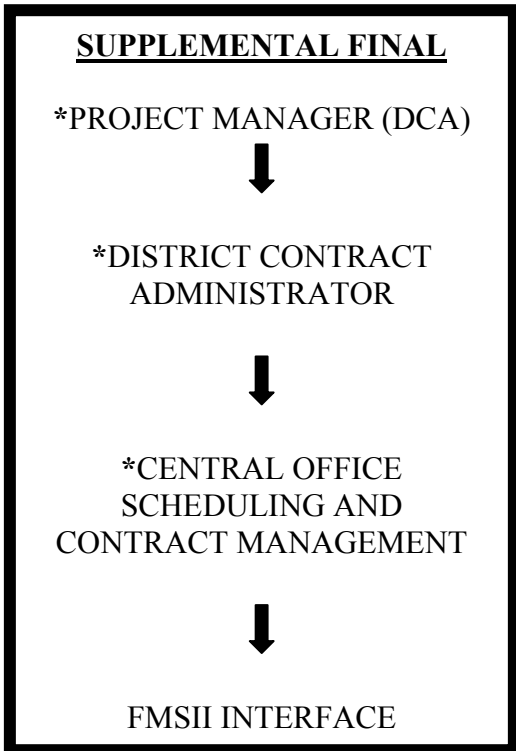 SUPPLEMENTAL FINAL
*PROJECT MANAGER (DCA)
*DISTRICT CONTRACT
ADMINISTRATOR
*CENTRAL OFFICE
SCHEDULING AND
CONTRACT MANAGEMENT
FMSII INTERFACE